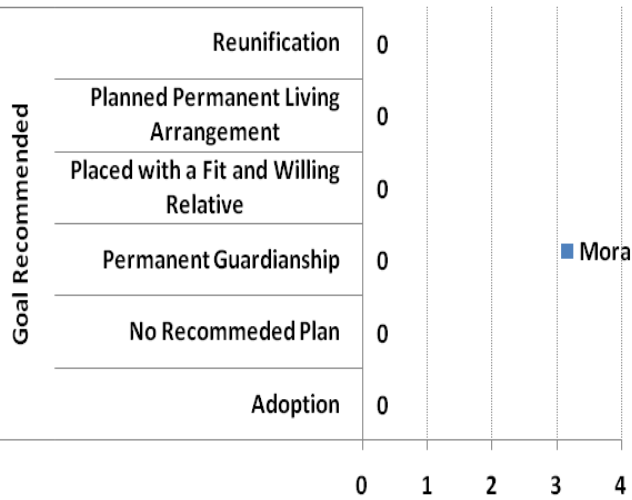 Goal Recommended
Reunification 0
Planned Permanent Living
Arrangement 0
Placed with a Fit and Willing
Relative 0
Permanent Guardianship 0
No Recommeded Plan 0
Adoption 0
Mora
0 1 2 3 4